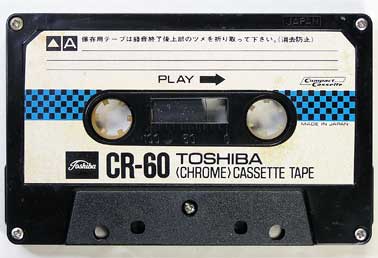 JAPAN
▲A 保存用テープは録音終了後上部のツメを折り取って下さい。(消去防止)
PLAY
Compact Cassette
MADE IN JAPAN
100 50 0
Toshiba CR-60 TOSHIBA
(CHROME) CASSETTE TAPE